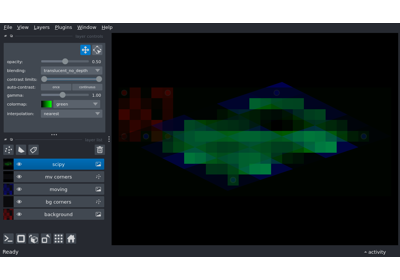 File View Layers Plugins Window Help
opacity: 0.50
blending: translucent_no_depth
contrast limits:
auto-contrast: once continuous
gamma: 1.00
colormap: green
interpolation: nearest
scipy
mv corners
moving
bg corners
background
Ready activity